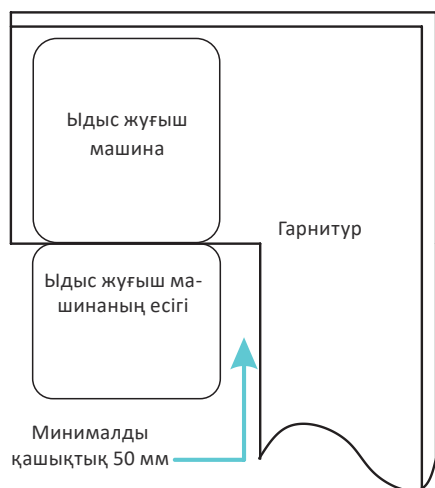 Ыдыс жуғыш
машина
Гарнитур
Ыдыс жуғыш ма-
шинаның есігі
Минималды
қашықтық 50 мм